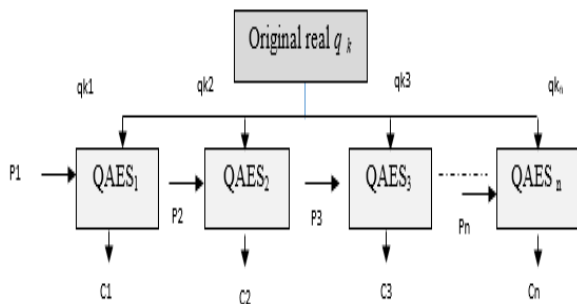 Original real q k
qk1
qk2
qk3
qkn
P1
QAES1
QAES2
QAES3
QAES n
P2
P3
Pn
C1
C2
C3
Cn